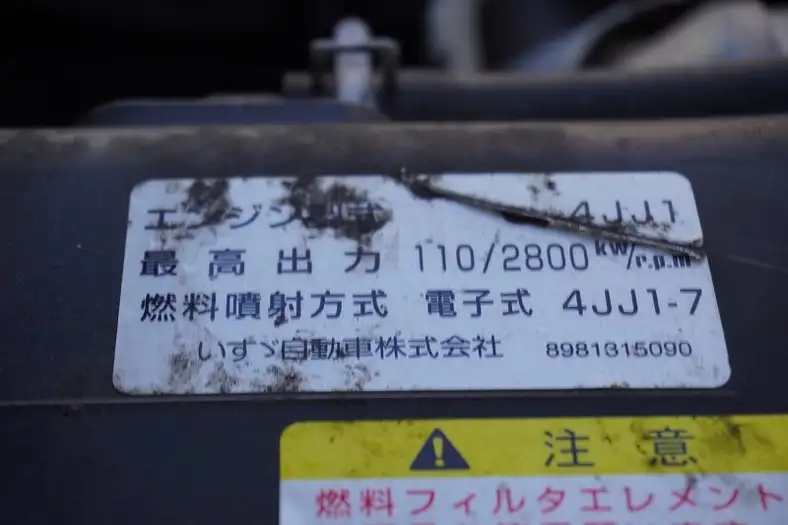 エンジン型式 4JJ1
最高出力 110/2800 kW/r.p.m
燃料噴射方式 電子式 4JJ1-7
いすゞ自動車株式会社 8981315090
注意
燃料フィルタエレメント